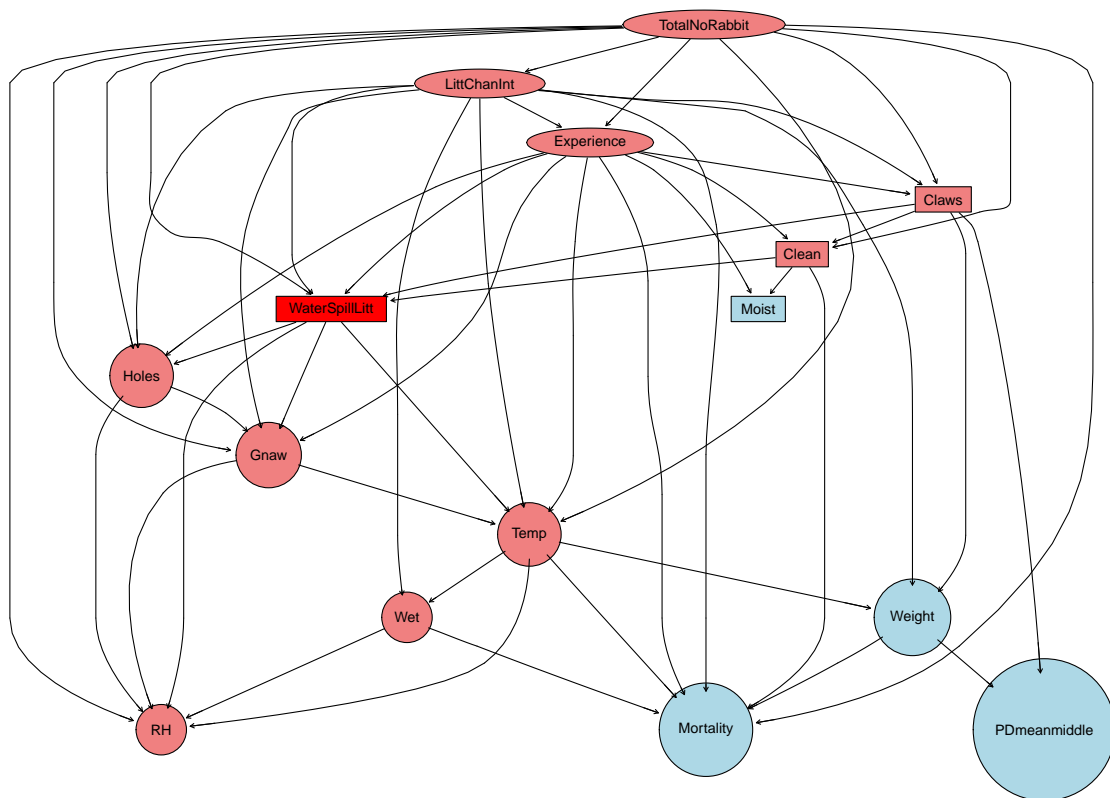 TotalNoRabbit
LittChanInt
Experience
Claws
Clean
WaterSpillLitt
Moist
Holes
Gnaw
Temp
Wet
Weight
RH
Mortality
PDmeanmiddle